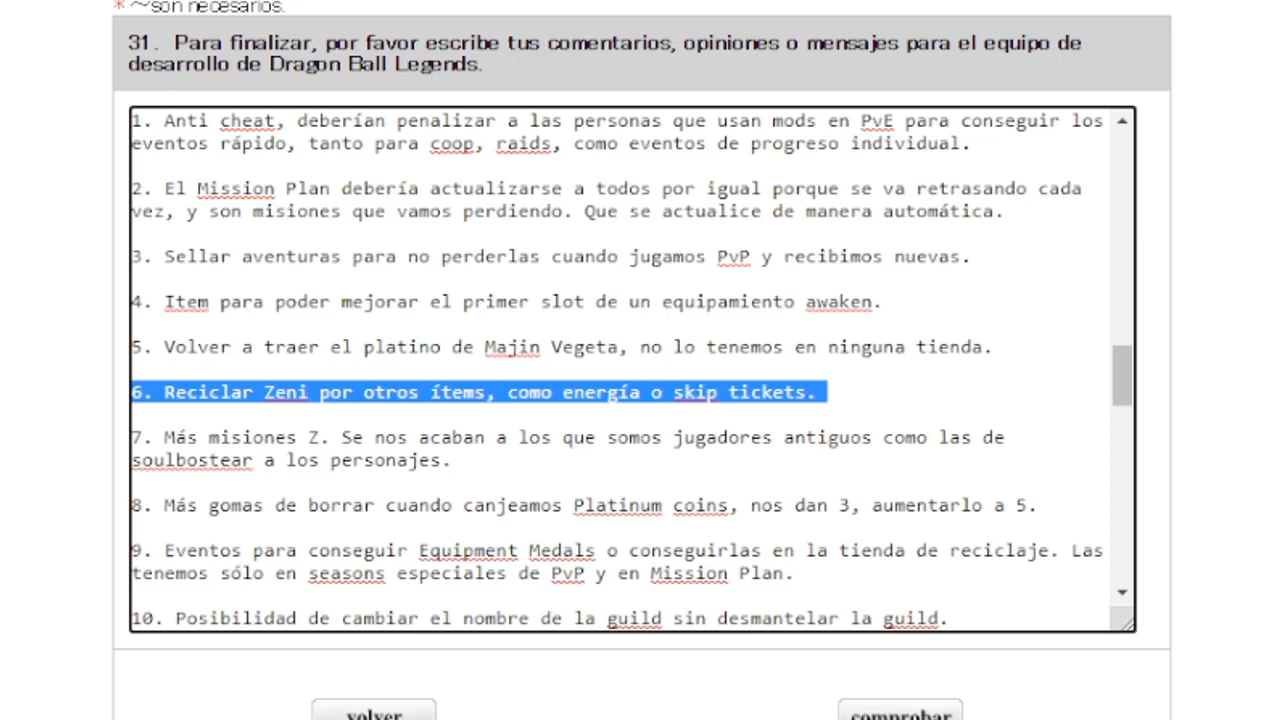 * ~son necesarios.
31. Para finalizar, por favor escribe tus comentarios, opiniones o mensajes para el equipo de
desarrollo de Dragon Ball Legends.
1. Anti cheat, deberían penalizar a las personas que usan mods en PvE para conseguir los
eventos rápido, tanto para coop, raids, como eventos de progreso individual.
2. El Mission Plan debería actualizarse a todos por igual porque se va retrasando cada
vez, y son misiones que vamos perdiendo. Que se actualice de manera automática.
3. Sellar aventuras para no perderlas cuando jugamos PvP y recibimos nuevas.
4. Item para poder mejorar el primer slot de un equipamiento awaken.
5. Volver a traer el platino de Majin Vegeta, no lo tenemos en ninguna tienda.
6. Reciclar Zeni por otros ítems, como energía o skip tickets.
7. Más misiones Z. Se nos acaban a los que somos jugadores antiguos como las de
soulbostear a los personajes.
8. Más gomas de borrar cuando canjeamos Platinum coins, nos dan 3, aumentarlo a 5.
9. Eventos para conseguir Equipment Medals o conseguirlas en la tienda de reciclaje. Las
tenemos sólo en seasons especiales de PvP y en Mission Plan.
10. Posibilidad de cambiar el nombre de la guild sin desmantelar la guild.
volver
comprobar